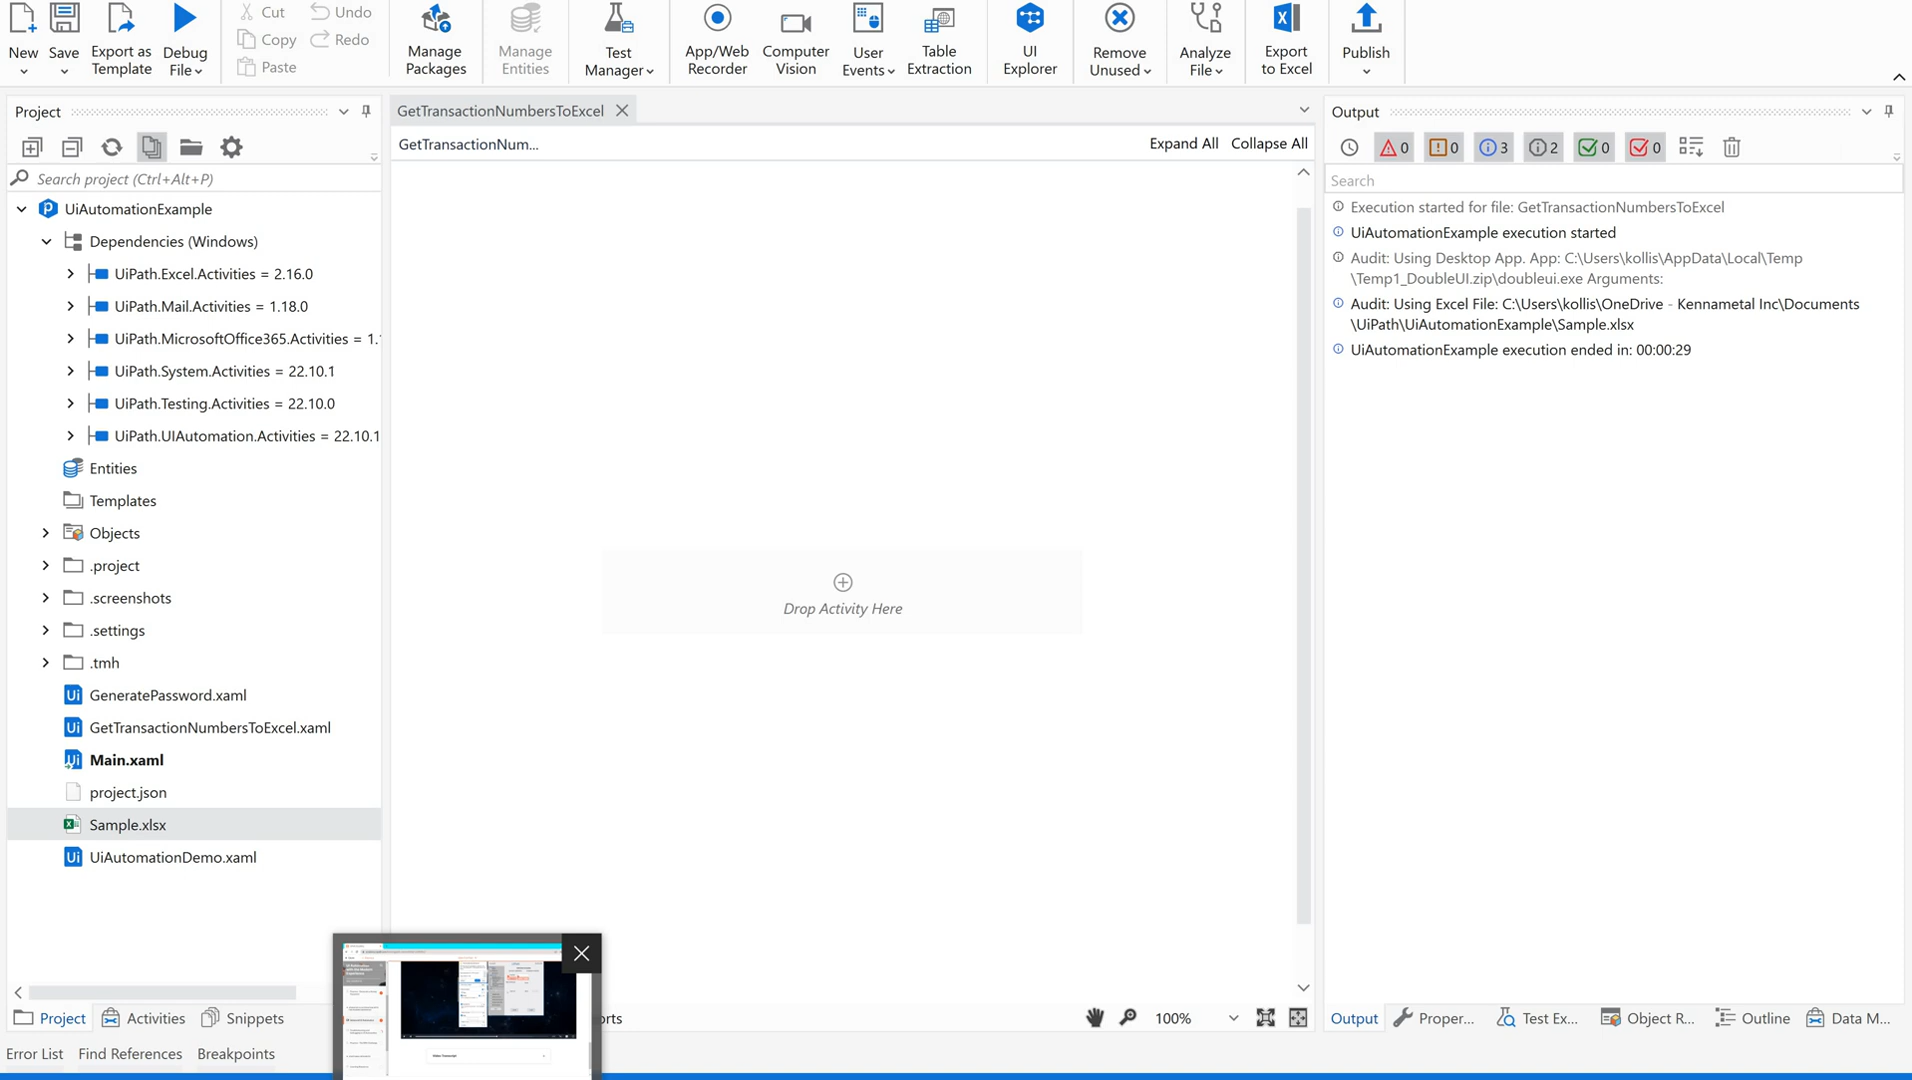 New
Save
Export as
Template
Debug
File
Cut
Copy
Paste
Undo
Redo
Manage
Packages
Manage
Entities
Test
Manager
App/Web
Recorder
Computer
Vision
User
Events
Table
Extraction
UI
Explorer
Remove
Unused
Analyze
File
Export
to Excel
Publish
Project
Search project (Ctrl+Alt+P)
UiAutomationExample
Dependencies (Windows)
UiPath.Excel.Activities = 2.16.0
UiPath.Mail.Activities = 1.18.0
UiPath.MicrosoftOffice365.Activities = 1.
UiPath.System.Activities = 22.10.1
UiPath.Testing.Activities = 22.10.0
UiPath.UIAutomation.Activities = 22.10.1
Entities
Templates
Objects
.project
.screenshots
.settings
.tmh
GeneratePassword.xaml
GetTransactionNumbersToExcel.xaml
Main.xaml
project.json
Sample.xlsx
UiAutomationDemo.xaml
Project
Activities
Snippets
Error List
Find References
Breakpoints
GetTransactionNumbersToExcel
GetTransactionNum...
Expand All
Collapse All
Drop Activity Here
orts
100%
Output
0
0
3
2
0
0
Search
Execution started for file: GetTransactionNumbersToExcel
UiAutomationExample execution started
Audit: Using Desktop App. App: C:\Users\kollis\AppData\Local\Temp
\Temp1_DoubleUI.zip\doubleui.exe Arguments:
Audit: Using Excel File: C:\Users\kollis\OneDrive - Kennametal Inc\Documents
\UiPath\UiAutomationExample\Sample.xlsx
UiAutomationExample execution ended in: 00:00:29
Output
Proper...
Test Ex...
Object R...
Outline
Data M...